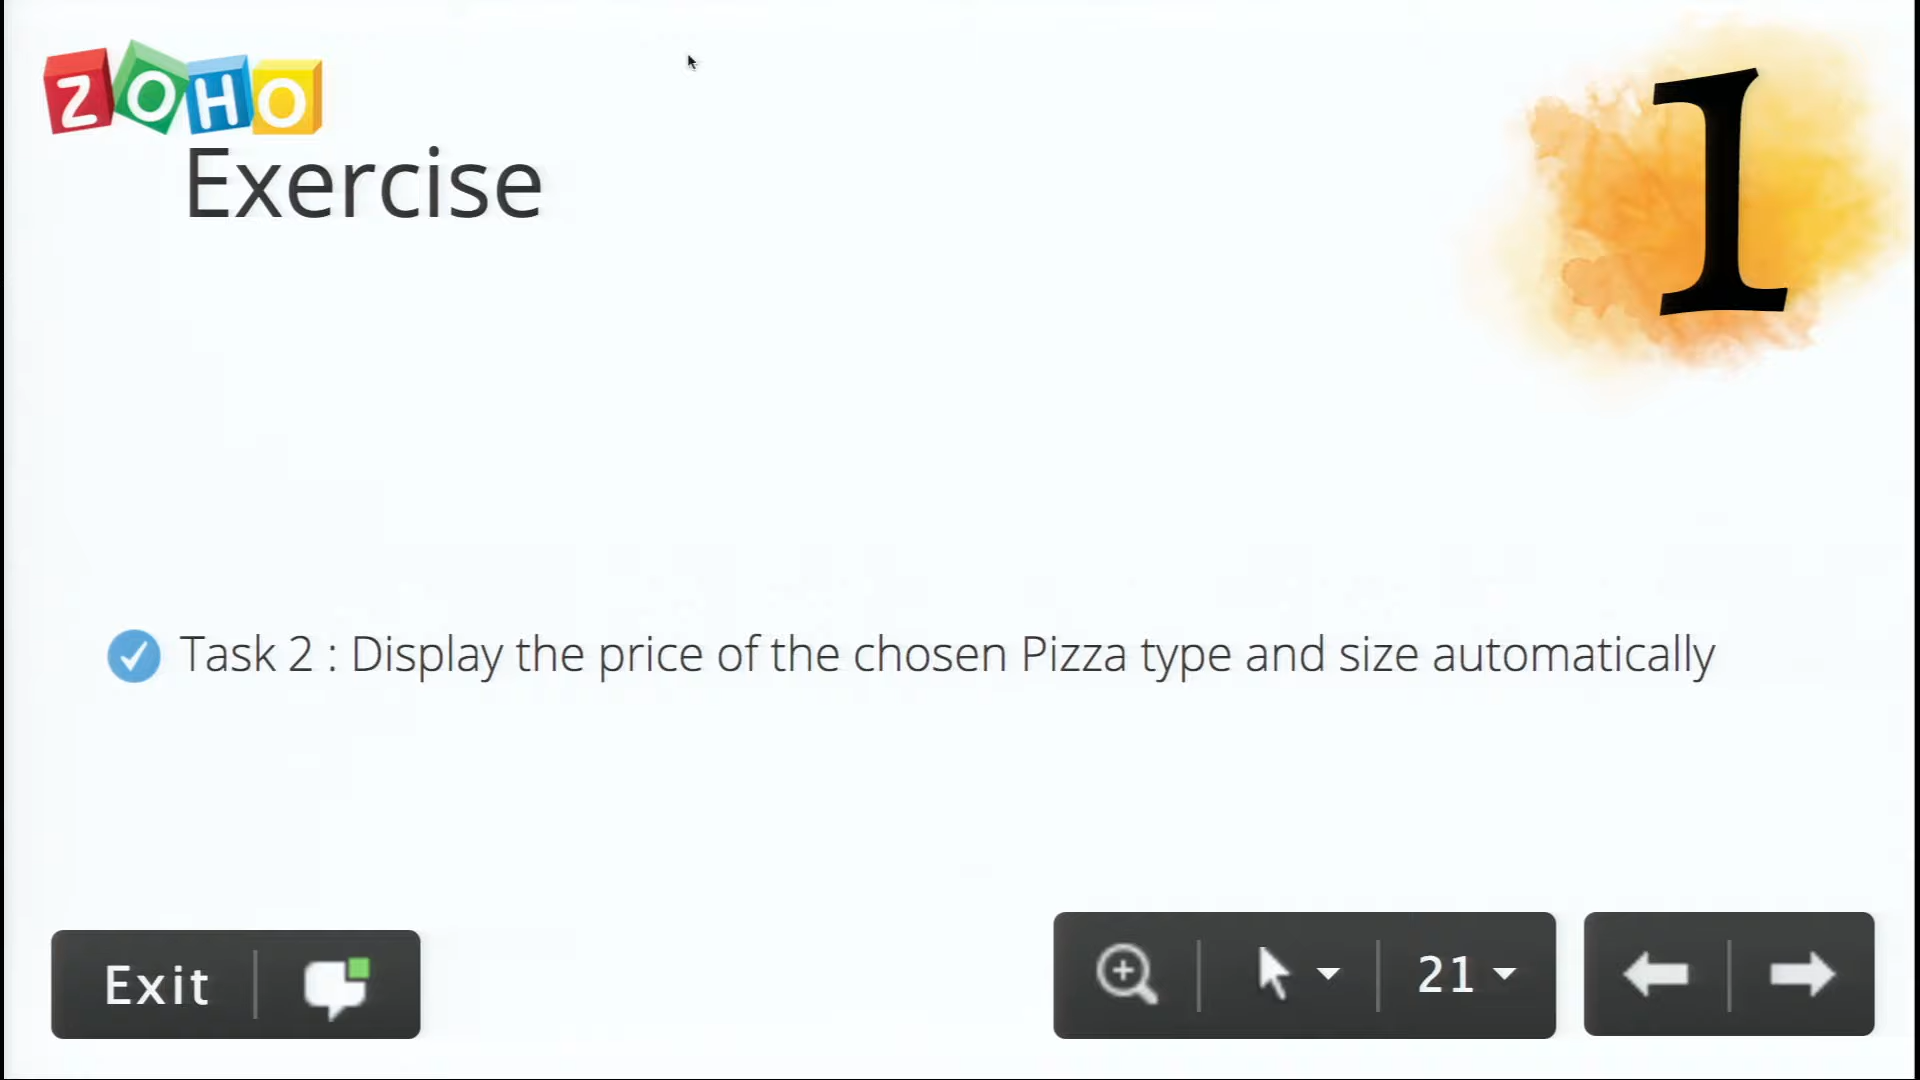 ZOHO
Exercise
1
Task 2 : Display the price of the chosen Pizza type and size automatically
Exit
21